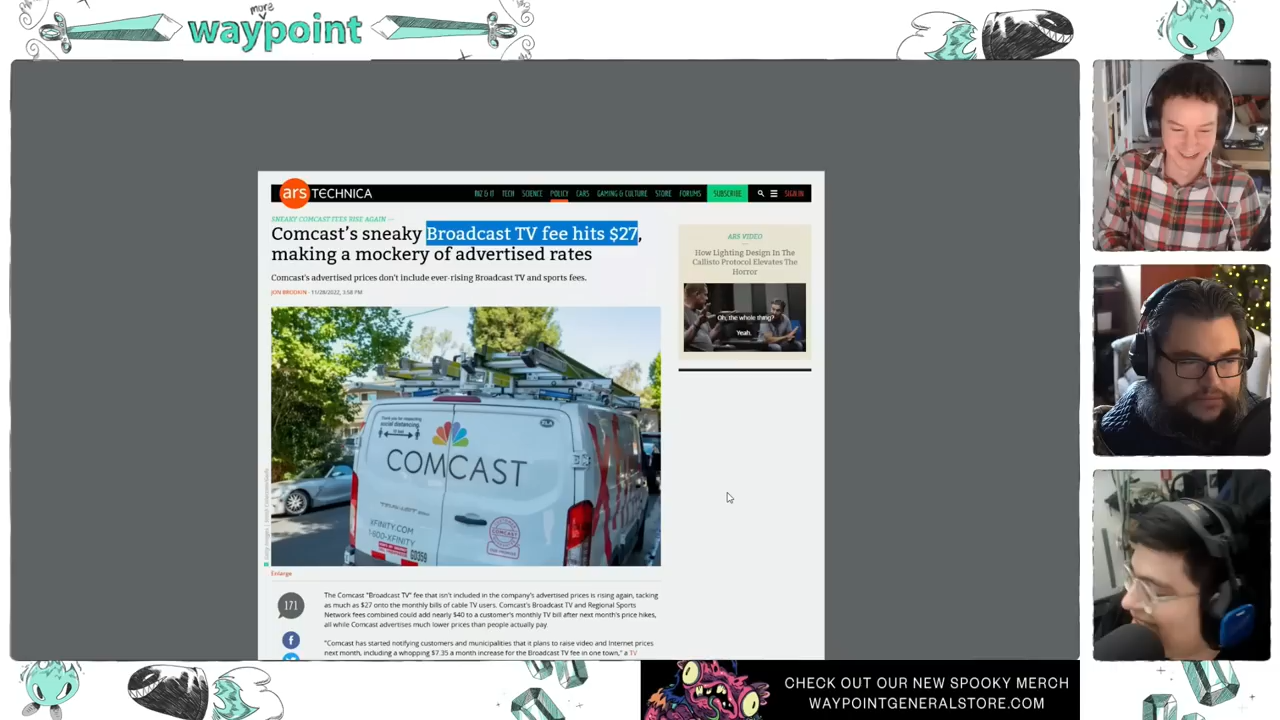 more
waypoint
ars TECHNICA
BIZ & IT TECH SCIENCE POLICY CARS GAMING & CULTURE STORE FORUMS SUBSCRIBE SIGN IN
SNEAKY COMCAST FEES RISE AGAIN —
Comcast's sneaky Broadcast TV fee hits $27,
making a mockery of advertised rates
Comcast's advertised prices don't include ever-rising Broadcast TV and sports fees.
JON BRODKIN - 11/28/2022, 3:58 PM
ARS VIDEO
How Lighting Design In The
Callisto Protocol Elevates The
Horror
Oh, the whole thing?
Yeah.
Thank you for respecting
social distancing
COMCAST
XFINITY.COM
1-800-XFINITY
Enlarge
171
The Comcast "Broadcast TV" fee that isn't included in the company's advertised prices is rising again, tacking
as much as $27 onto the monthly bills of cable TV users. Comcast's Broadcast TV and Regional Sports
Network fees combined could add nearly $40 to a customer's monthly TV bill after next month's price hikes,
all while Comcast advertises much lower prices than people actually pay.
"Comcast has started notifying customers and municipalities that it plans to raise video and Internet prices
next month, including a whopping $7.35 a month increase for the Broadcast TV fee in one town," a TV
CHECK OUT OUR NEW SPOOKY MERCH
WAYPOINTGENERALSTORE.COM